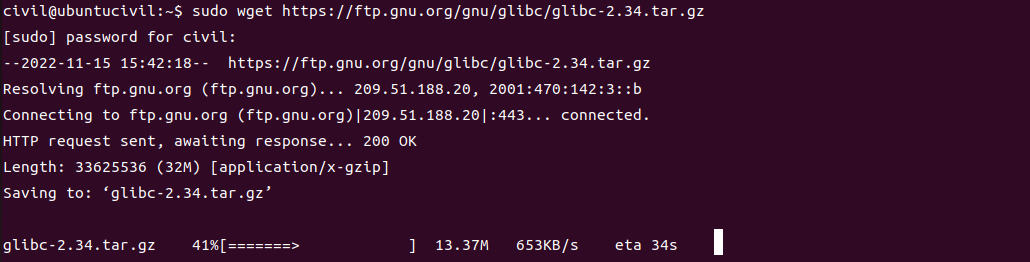 civil@ubuntucivil:~$ sudo wget https://ftp.gnu.org/gnu/glibc/glibc-2.34.tar.gz
[sudo] password for civil:
--2022-11-15 15:42:18--  https://ftp.gnu.org/gnu/glibc/glibc-2.34.tar.gz
Resolving ftp.gnu.org (ftp.gnu.org)... 209.51.188.20, 2001:470:142:3::b
Connecting to ftp.gnu.org (ftp.gnu.org)|209.51.188.20|:443... connected.
HTTP request sent, awaiting response... 200 OK
Length: 33625536 (32M) [application/x-gzip]
Saving to: ‘glibc-2.34.tar.gz’
glibc-2.34.tar.gz    41%[=======>            ]  13.37M   653KB/s    eta 34s